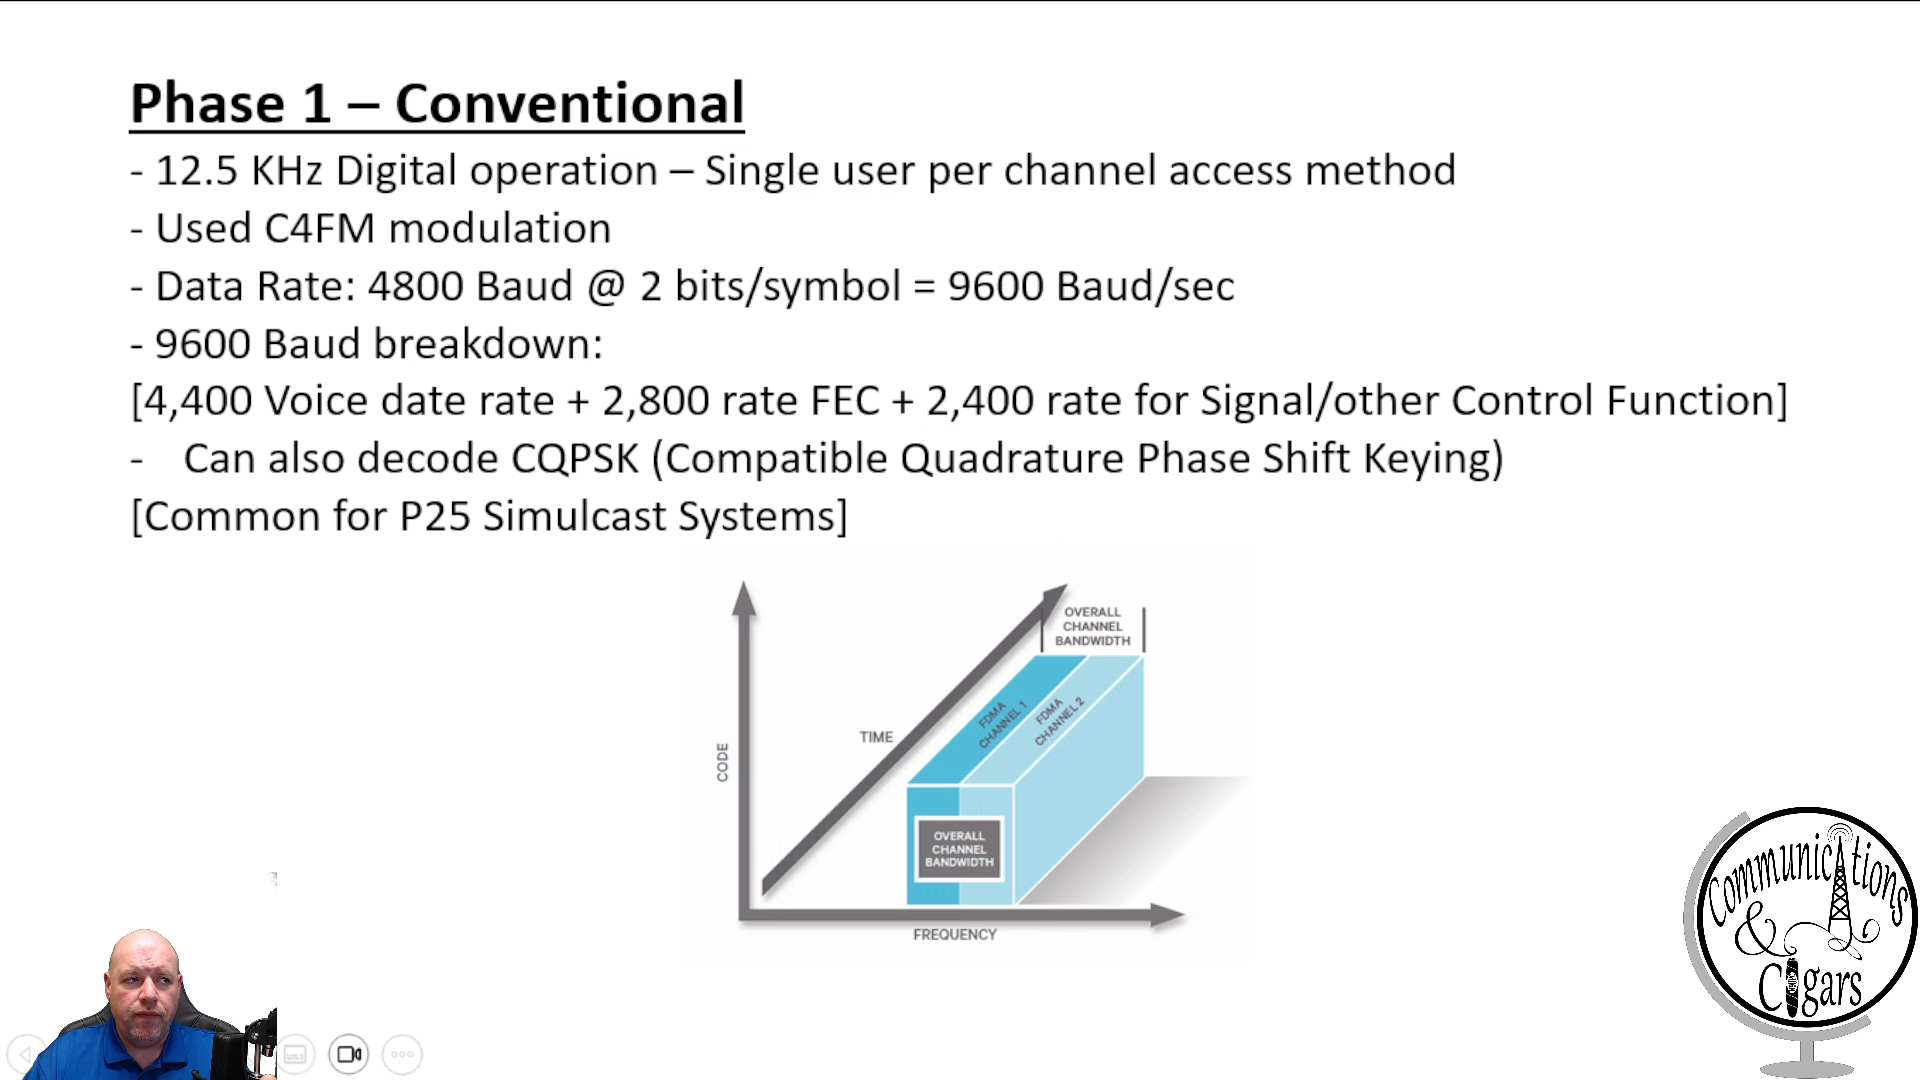 Phase 1 – Conventional
- 12.5 KHz Digital operation – Single user per channel access method
- Used C4FM modulation
- Data Rate: 4800 Baud @ 2 bits/symbol = 9600 Baud/sec
- 9600 Baud breakdown:
[4,400 Voice date rate + 2,800 rate FEC + 2,400 rate for Signal/other Control Function]
- Can also decode CQPSK (Compatible Quadrature Phase Shift Keying)
[Common for P25 Simulcast Systems]
OVERALL
CHANNEL
BANDWIDTH
FDMA
CHANNEL 1
FDMA
CHANNEL 2
TIME
CODE
OVERALL
CHANNEL
BANDWIDTH
FREQUENCY
Communications
&
Cigars